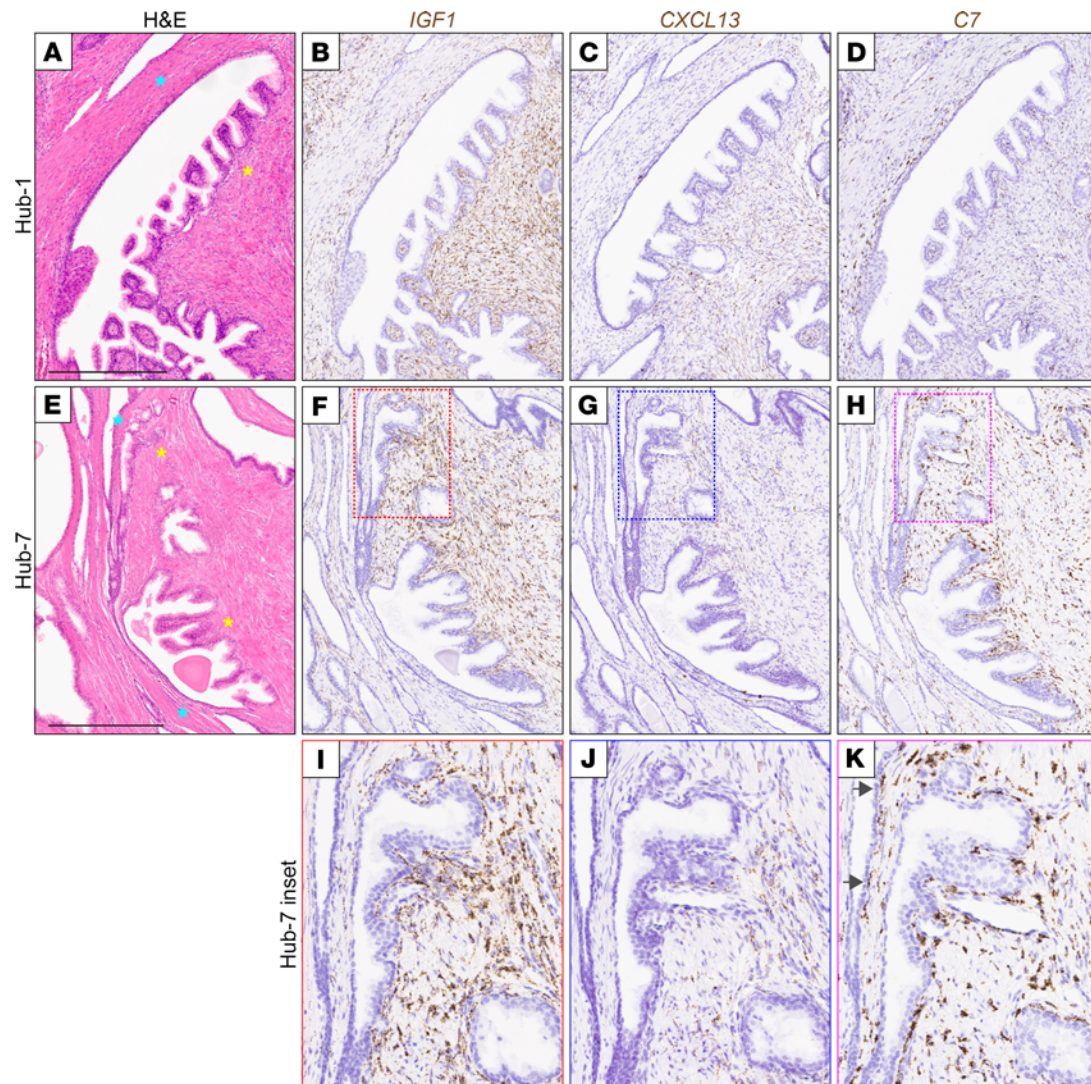 H&E IGF1 CXCL13 C7
Hub-1
A B C D
Hub-7
E F G H
Hub-7 inset
I J K